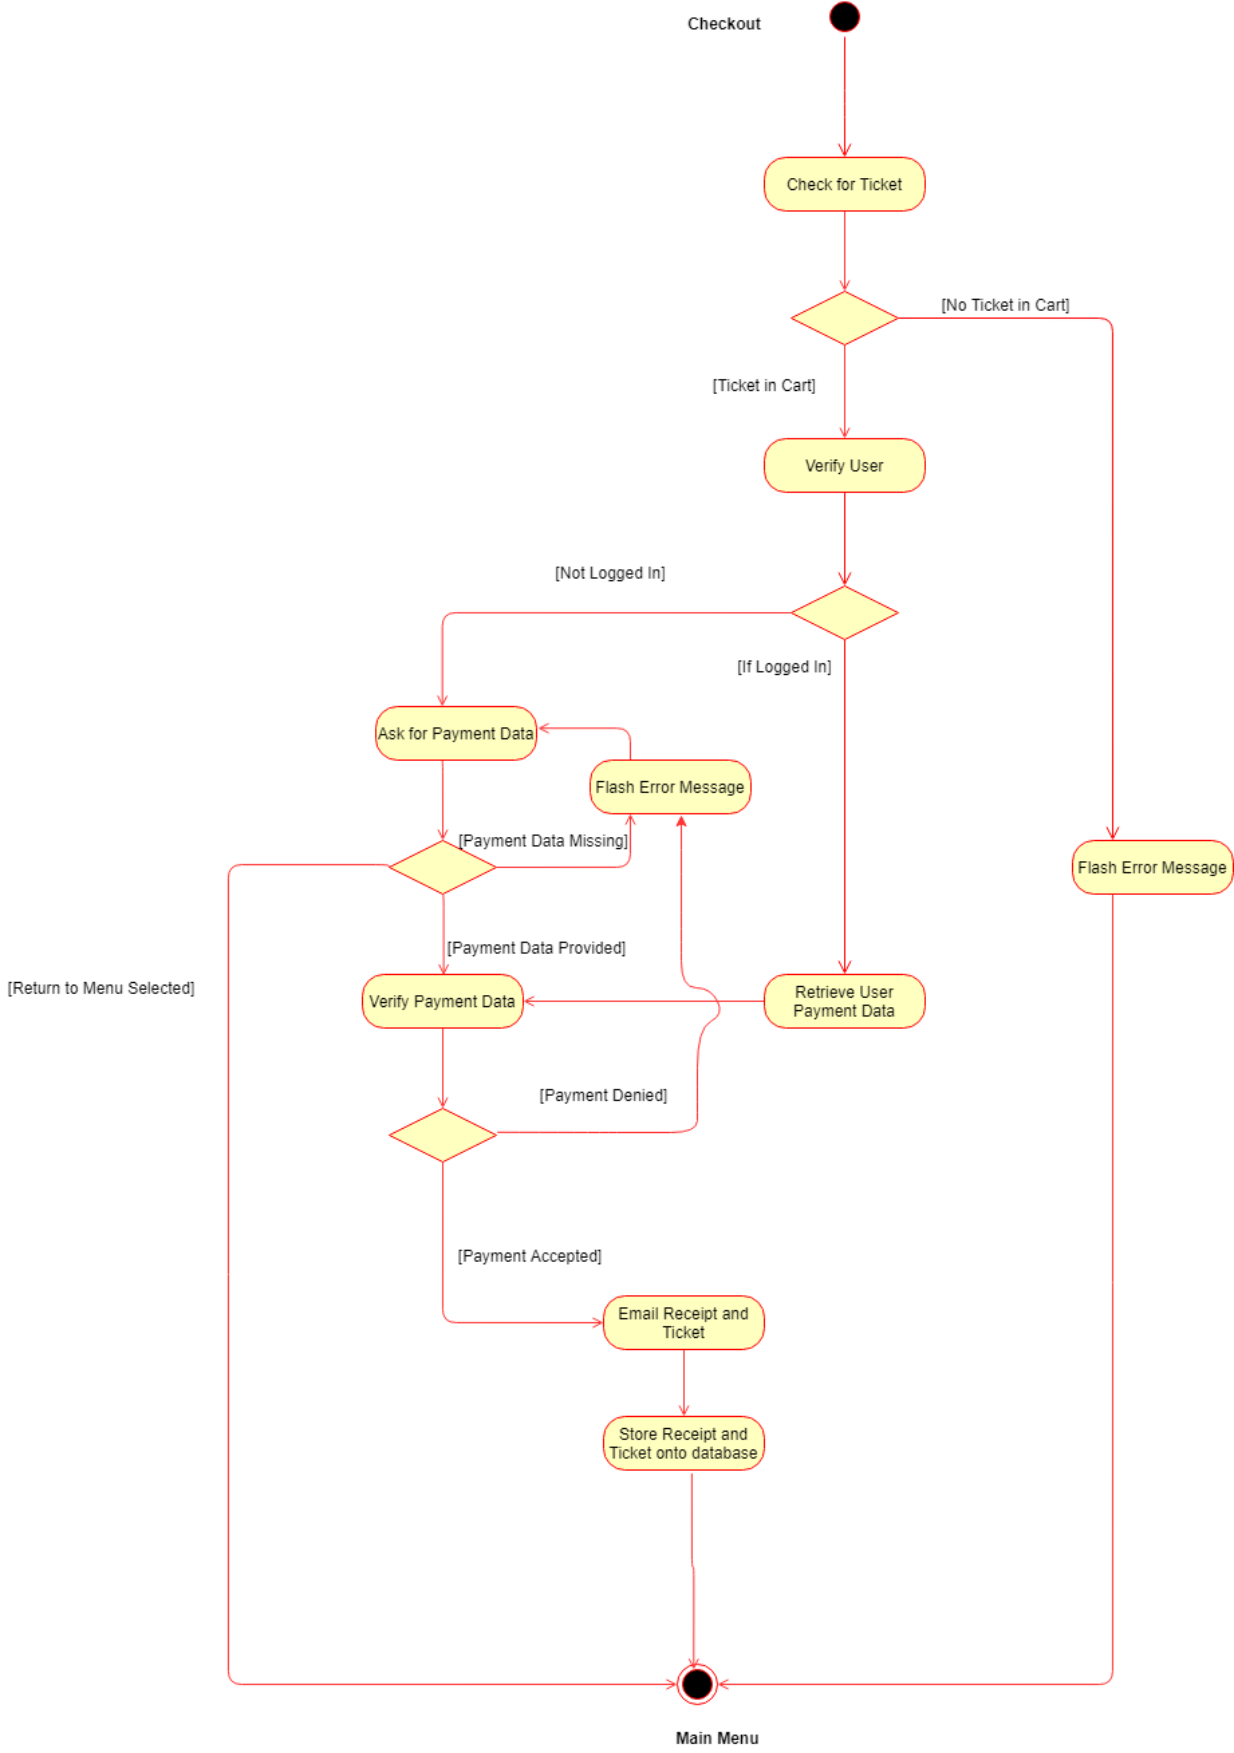 Checkout
Check for Ticket
[No Ticket in Cart]
[Ticket in Cart]
Verify User
[Not Logged In]
[If Logged In]
Ask for Payment Data
Flash Error Message
[Payment Data Missing]
Flash Error Message
[Payment Data Provided]
[Return to Menu Selected]
Verify Payment Data
Retrieve User
Payment Data
[Payment Denied]
[Payment Accepted]
Email Receipt and
Ticket
Store Receipt and
Ticket onto database
Main Menu